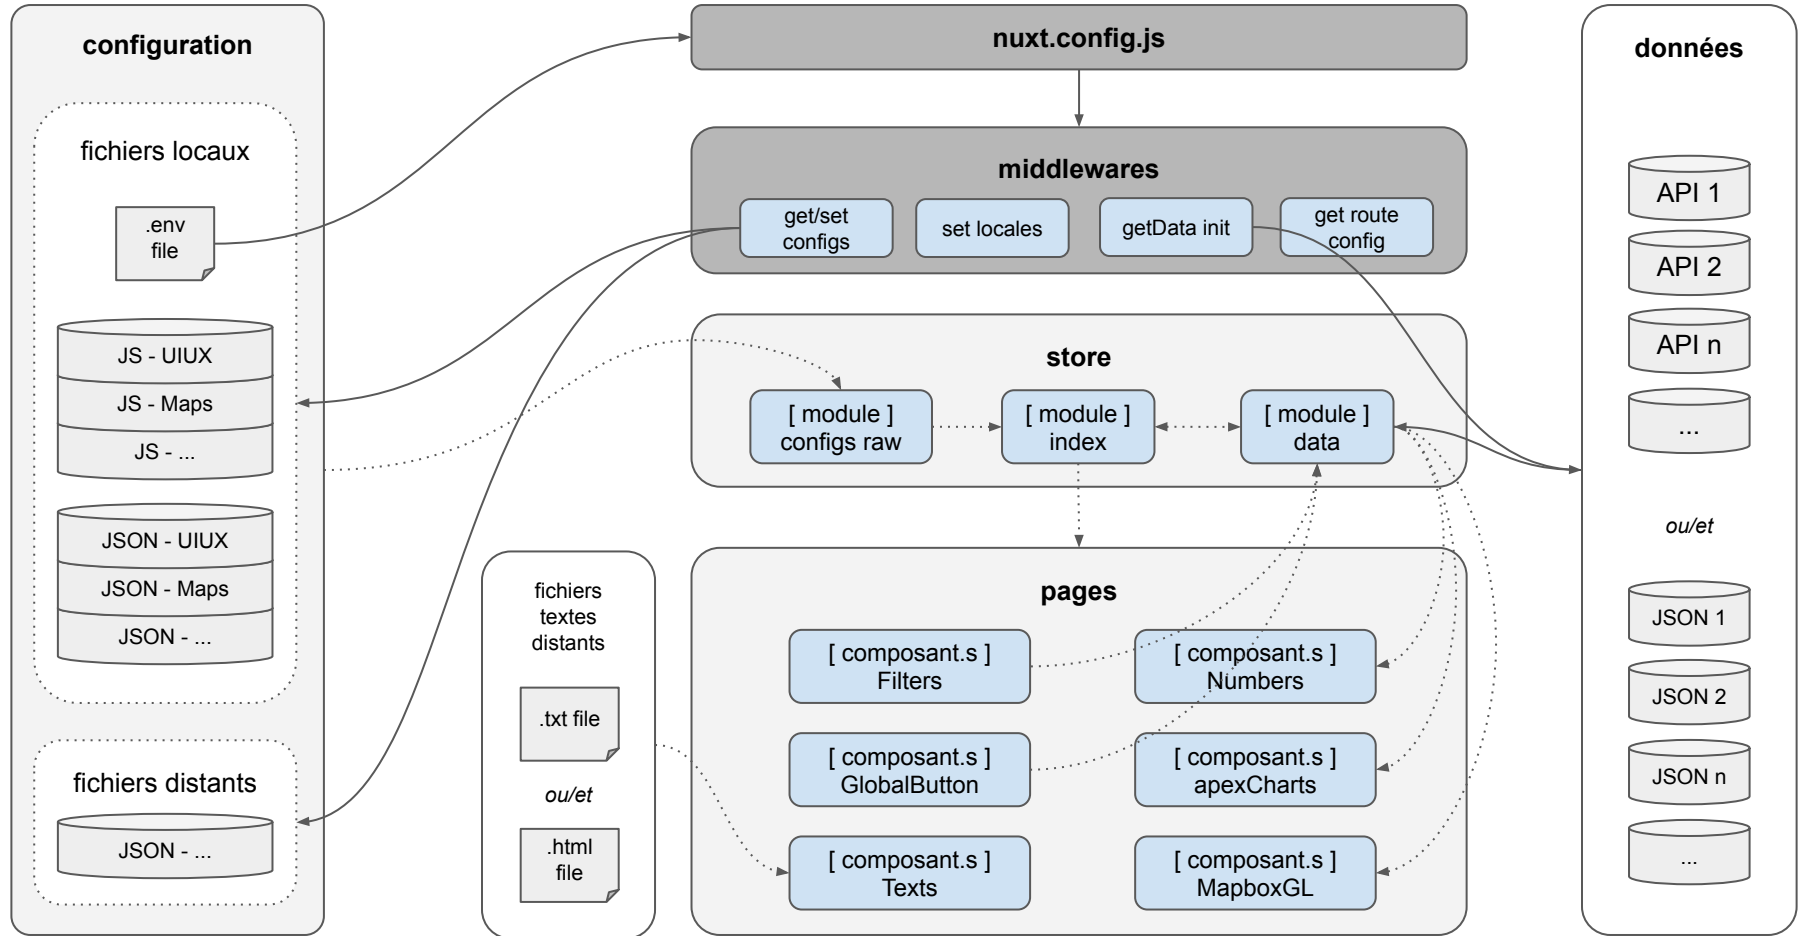 configuration
fichiers locaux
.env
file
JS - UIUX
JS - Maps
JS - ...
JSON - UIUX
JSON - Maps
JSON - ...
fichiers distants
JSON - ...
nuxt.config.js
middlewares
get/set
configs
set locales
getData init
get route
config
store
[ module ]
configs raw
[ module ]
index
[ module ]
data
fichiers
textes
distants
.txt file
ou/et
.html
file
pages
[ composant.s ]
Filters
[ composant.s ]
Numbers
[ composant.s ]
GlobalButton
[ composant.s ]
apexCharts
[ composant.s ]
Texts
[ composant.s ]
MapboxGL
données
API 1
API 2
API n
...
ou/et
JSON 1
JSON 2
JSON n
...